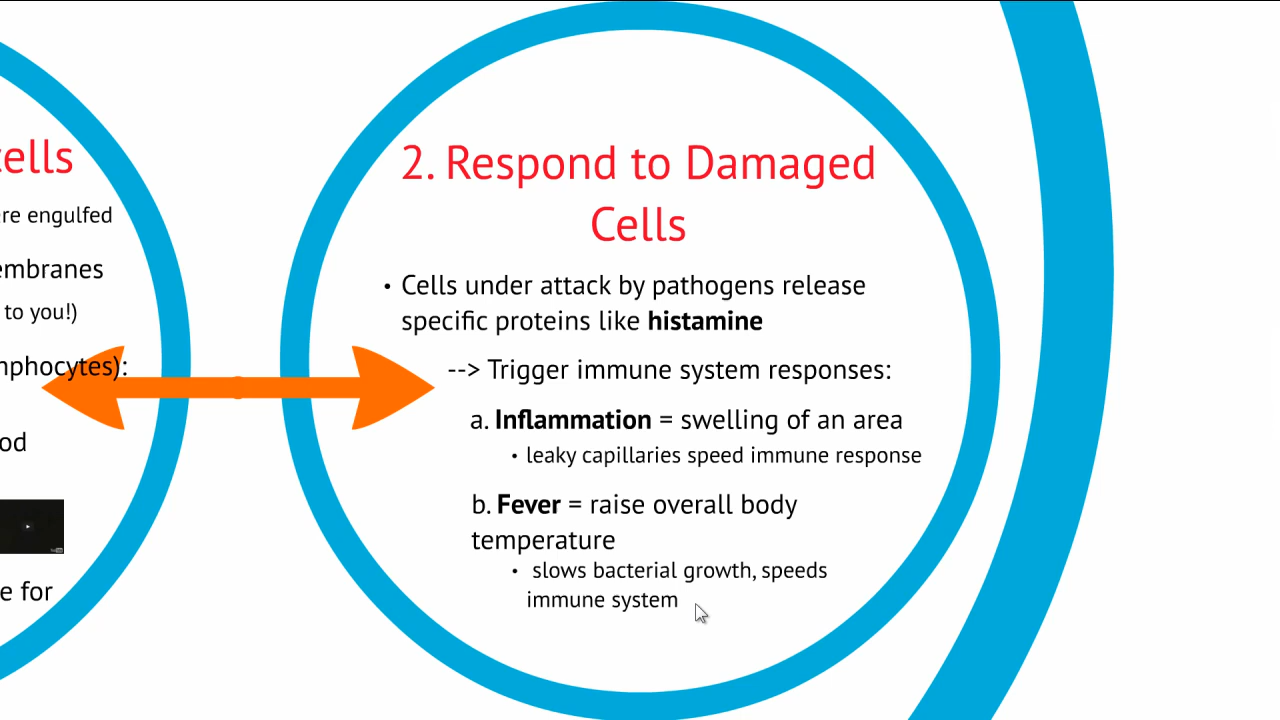 cells
re engulfed
embranes
to you!)
nphocytes):
od
e for
2. Respond to Damaged
Cells
• Cells under attack by pathogens release
specific proteins like histamine
--> Trigger immune system responses:
a. Inflammation = swelling of an area
• leaky capillaries speed immune response
b. Fever = raise overall body
temperature
• slows bacterial growth, speeds
immune system